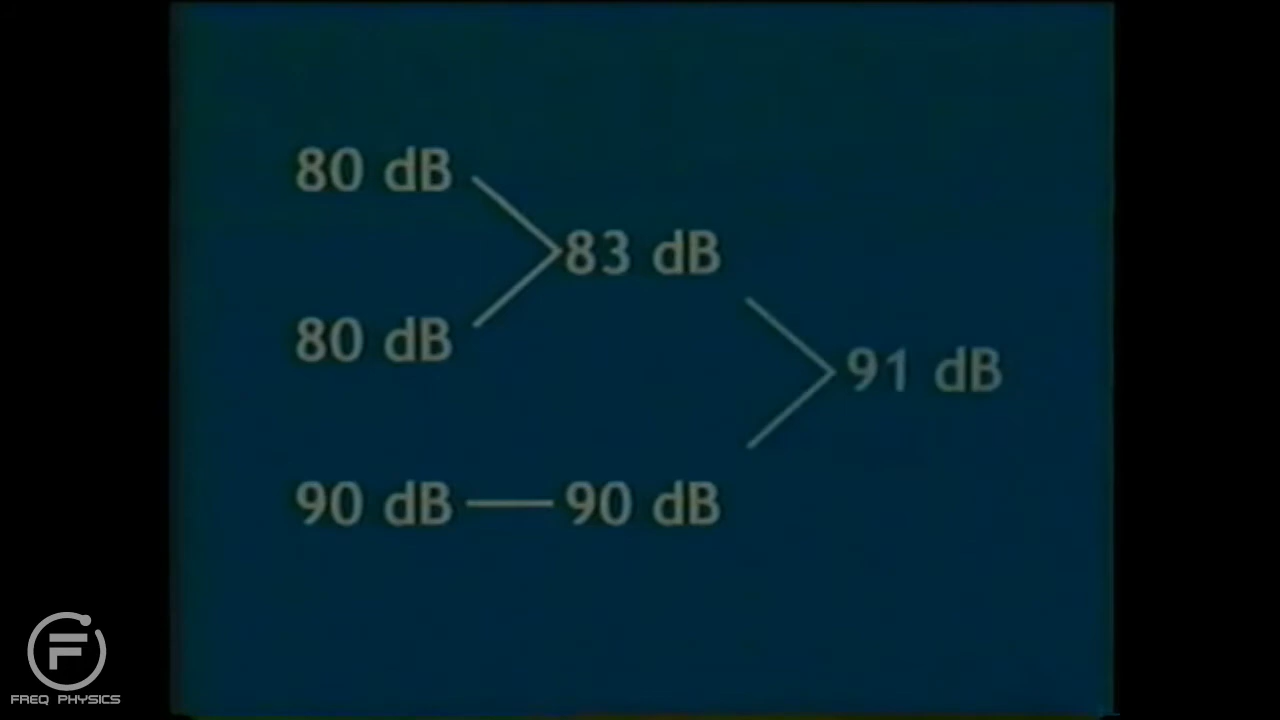 80 dB
83 dB
80 dB
91 dB
90 dB
90 dB
F
FREQ PHYSICS